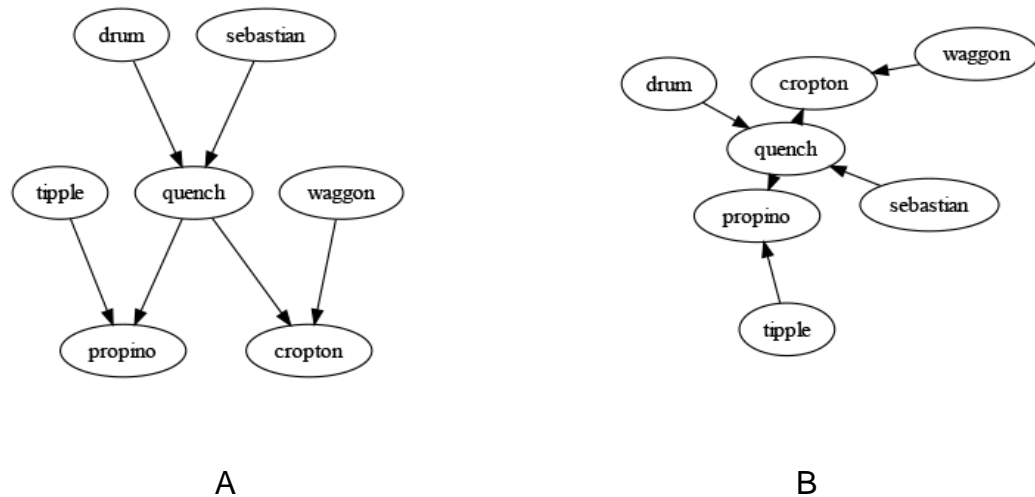 drum
sebastian
tipple
quench
waggon
propino
cropton
A
waggon
drum
cropton
quench
sebastian
propino
tipple
B